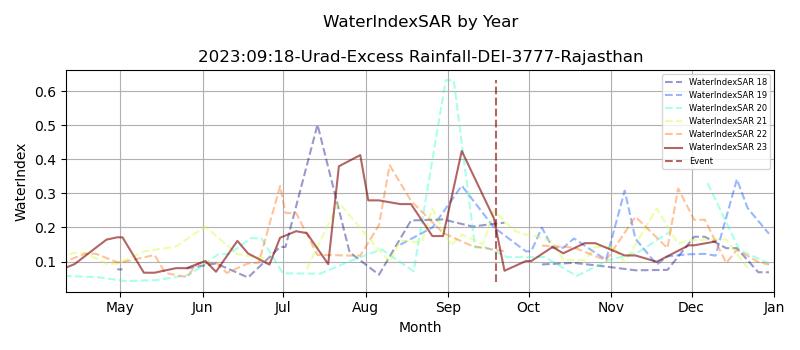 WaterIndexSAR by Year
2023:09:18-Urad-Excess Rainfall-DEI-3777-Rajasthan
WaterIndexSAR 18
WaterIndexSAR 19
WaterIndexSAR 20
WaterIndexSAR 21
WaterIndexSAR 22
WaterIndexSAR 23
Event
WaterIndex
0.6
0.5
0.4
0.3
0.2
0.1
May Jun Jul Aug Sep Oct Nov Dec Jan
Month